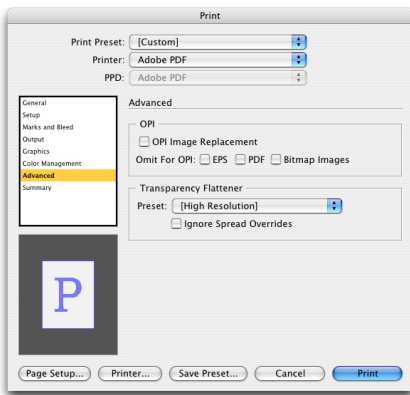 Print
Print Preset: [Custom]
Printer: Adobe PDF
PPD: Adobe PDF
General
Setup
Marks and Bleed
Output
Graphics
Color Management
Advanced
Summary
Advanced
OPI
OPI Image Replacement
Omit For OPI: EPS PDF Bitmap Images
Transparency Flattener
Preset: [High Resolution]
Ignore Spread Overrides
P
Page Setup... Printer... Save Preset... Cancel Print